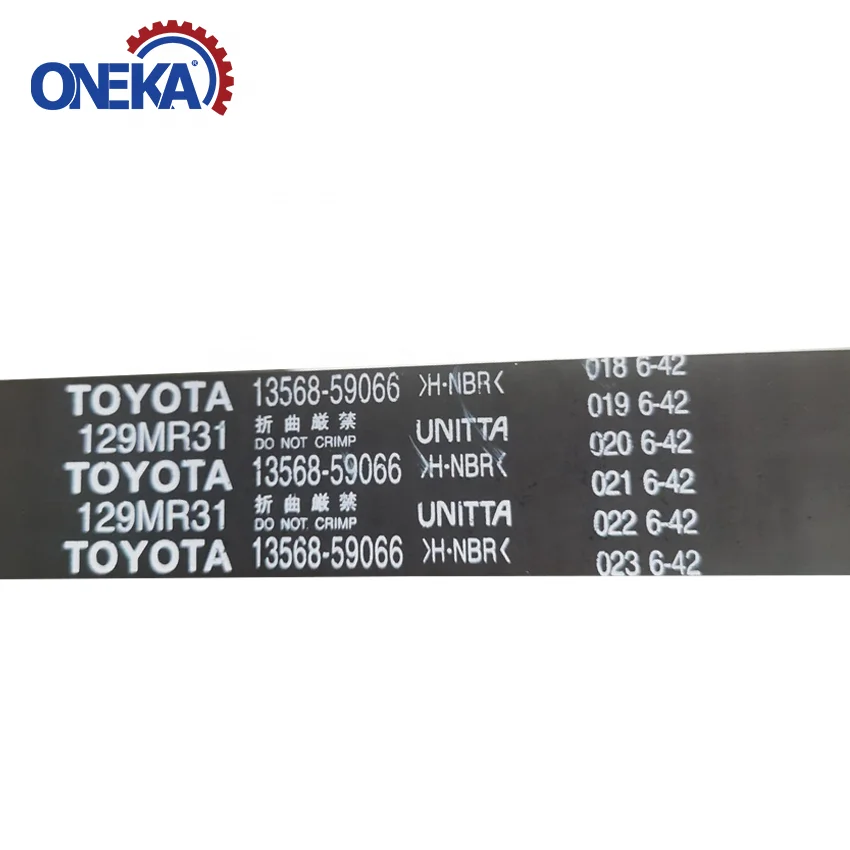 ONEKA®
018 6-42
TOYOTA 13568-59066 >H·NBR<
019 6-42
129MR31 折曲厳禁 UNITTA
DO NOT CRIMP
020 6-42
TOYOTA 13568-59066 >H·NBR<
021 6-42
129MR31 折曲厳禁 UNITTA
DO NOT CRIMP
022 6-42
TOYOTA 13568-59066 >H·NBR<
023 6-42